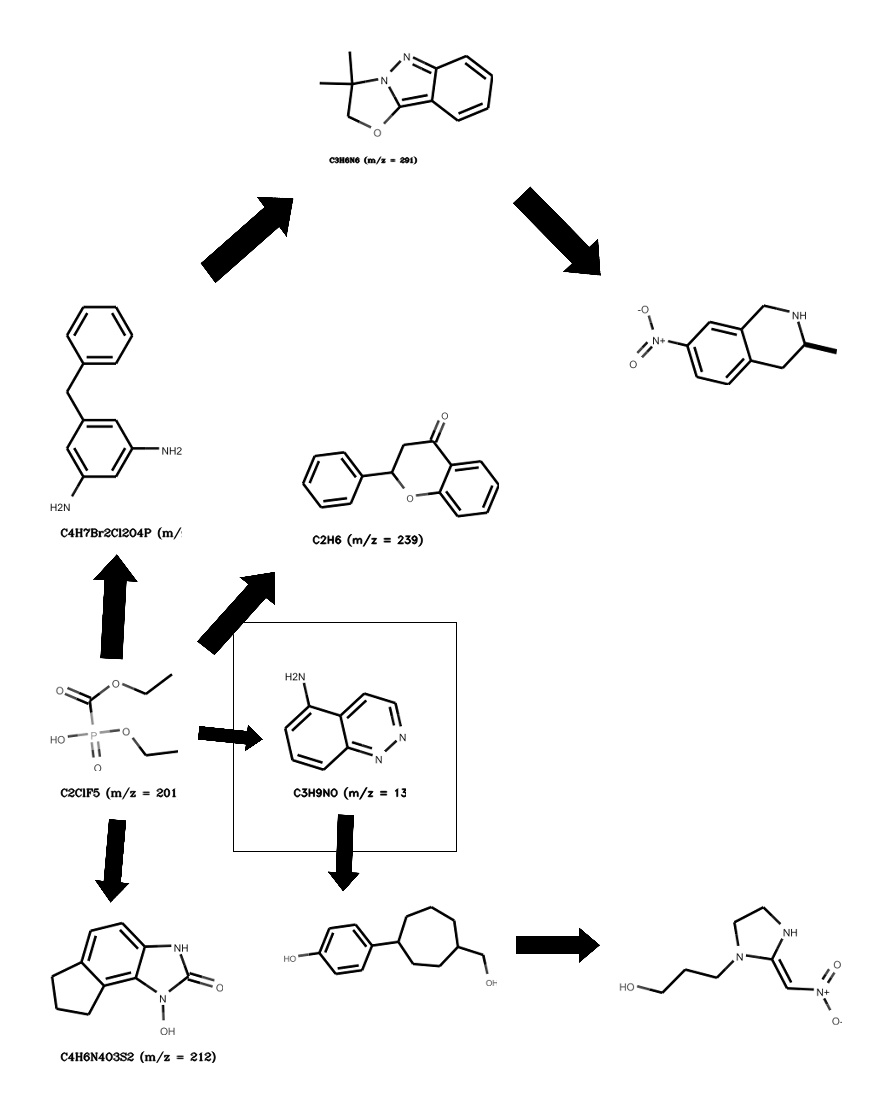 N
N
O
C3H6N6 (m/z = 291)
-O
N+
O
NH
NH2
H2N
C4H7Br2Cl2O4P (m/
O
O
C2H6 (m/z = 239)
O
O
HO
P
O
O
C2ClF5 (m/z = 201
H2N
N
N
C3H9NO (m/z = 13
NH
O
N
OH
C4H6N4O3S2 (m/z = 212)
HO
OH
HO
N
NH
N+
O
O-